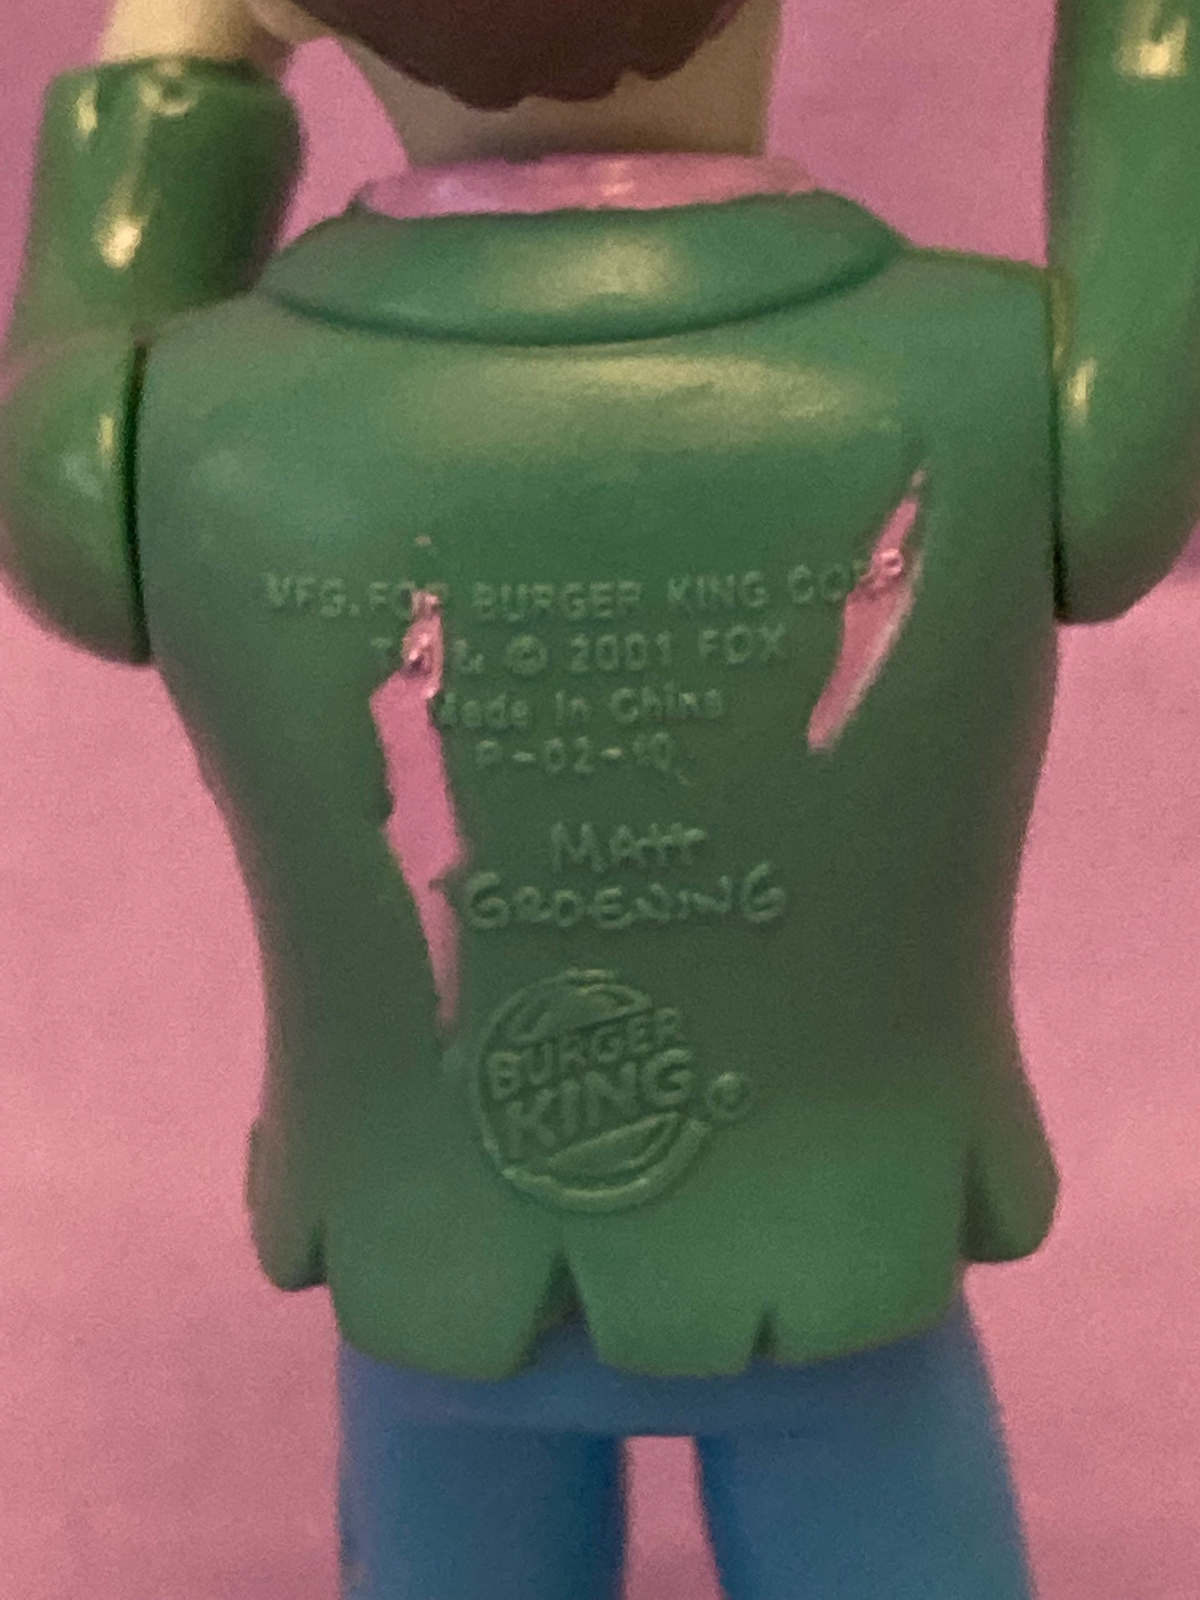 MFG. FOR BURGER KING CORP.
TM & © 2001 FOX
Made In China
P-02-10
MATT
GROENING
BURGER
KING ®